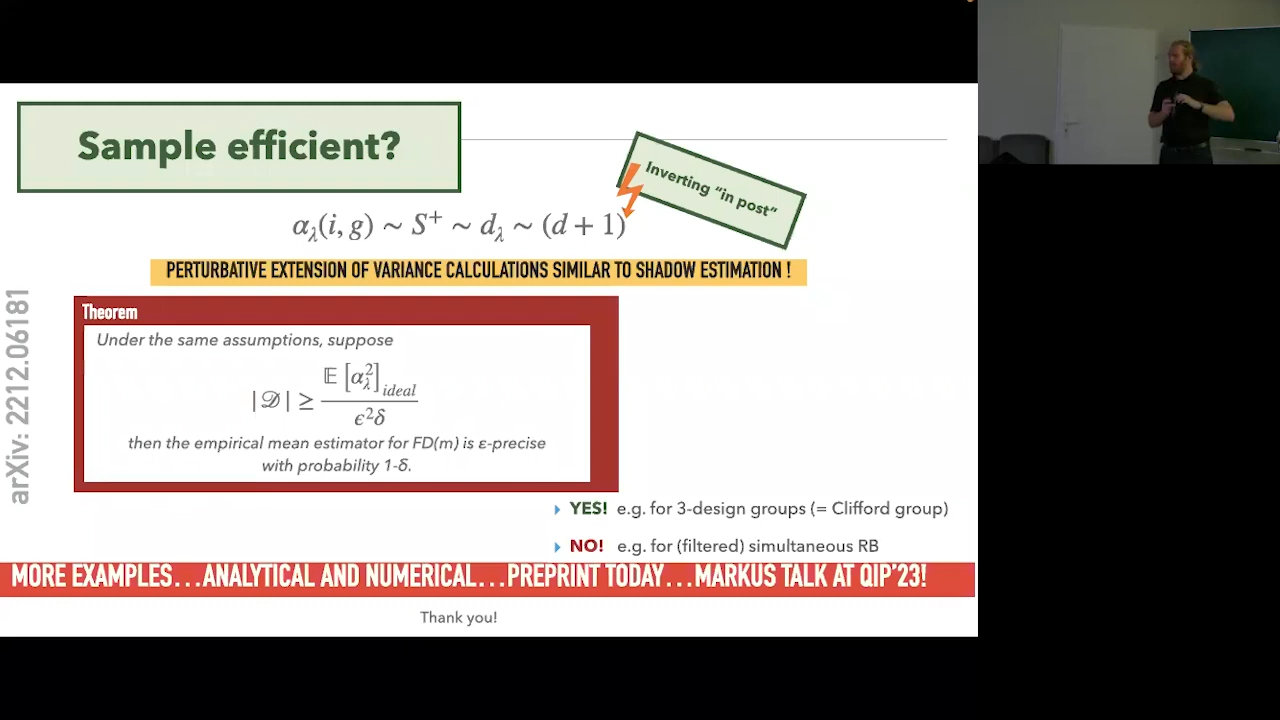 Sample efficient?
Inverting “in post”
α_λ(i, g) ∼ S⁺ ∼ d_λ ∼ (d + 1)
PERTURBATIVE EXTENSION OF VARIANCE CALCULATIONS SIMILAR TO SHADOW ESTIMATION !
arXiv: 2212.06181
Theorem
Under the same assumptions, suppose
|𝒟| ≥ 𝔼[α_λ²]_ideal / ϵ²δ
then the empirical mean estimator for FD(m) is ε-precise
with probability 1-δ.
YES! e.g. for 3-design groups (= Clifford group)
NO! e.g. for (filtered) simultaneous RB
MORE EXAMPLES...ANALYTICAL AND NUMERICAL...PREPRINT TODAY...MARKUS TALK AT QIP'23!
Thank you!